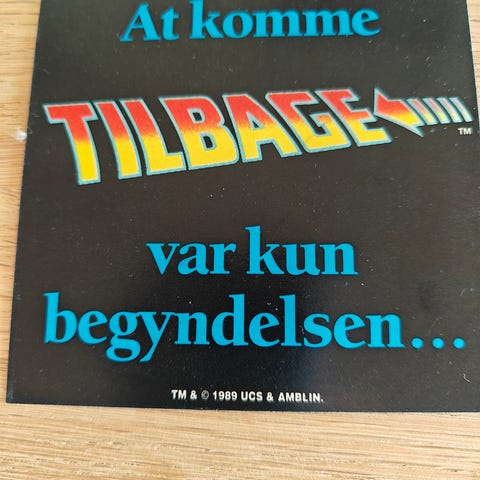 At komme
TILBAGE
TM
var kun
begyndelsen...
TM & © 1989 UCS & AMBLIN.